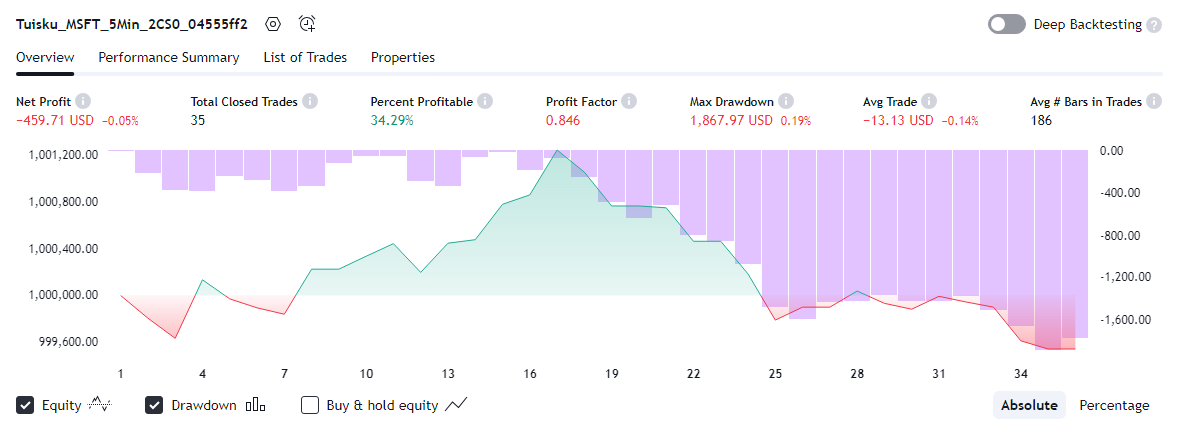 Tuisku_MSFT_5Min_2CS0_04555ff2
Deep Backtesting ?
Overview Performance Summary List of Trades Properties
Net Profit i Total Closed Trades i Percent Profitable i Profit Factor i Max Drawdown i Avg Trade i Avg # Bars in Trades i
−459.71 USD −0.05% 35 34.29% 0.846 1,867.97 USD 0.19% −13.13 USD −0.14% 186
1,001,200.00 0.00
1,000,800.00 -400.00
1,000,400.00 -800.00
1,000,000.00 -1,200.00
999,600.00 -1,600.00
1 4 7 10 13 16 19 22 25 28 31 34
Equity Drawdown Buy & hold equity Absolute Percentage